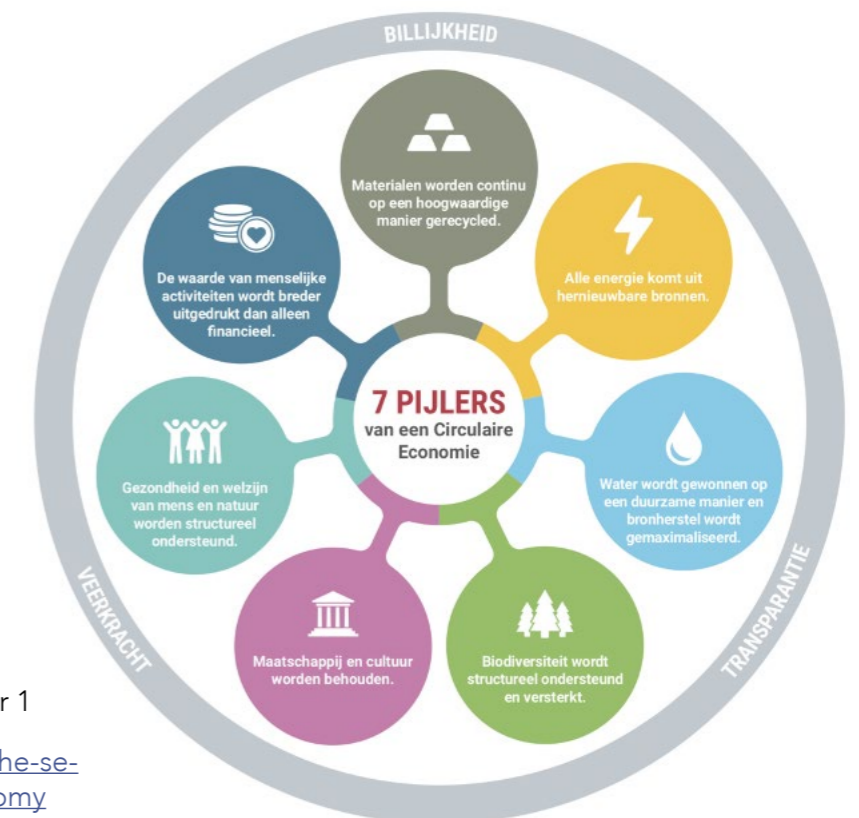 BILLIJKHEID
Materialen worden continu
op een hoogwaardige
manier gerecycled.
Alle energie komt uit
hernieuwbare bronnen.
Water wordt gewonnen op
een duurzame manier en
bronherstel wordt
gemaximaliseerd.
Biodiversiteit wordt
structureel ondersteund
en versterkt.
Maatschappij en cultuur
worden behouden.
Gezondheid en welzijn
van mens en natuur
worden structureel
ondersteund.
De waarde van menselijke
activiteiten wordt breder
uitgedrukt dan alleen
financieel.
7 PIJLERS
van een Circulaire
Economie
TRANSPARANTIE
VEERKRACHT
r 1
he-se-
omy